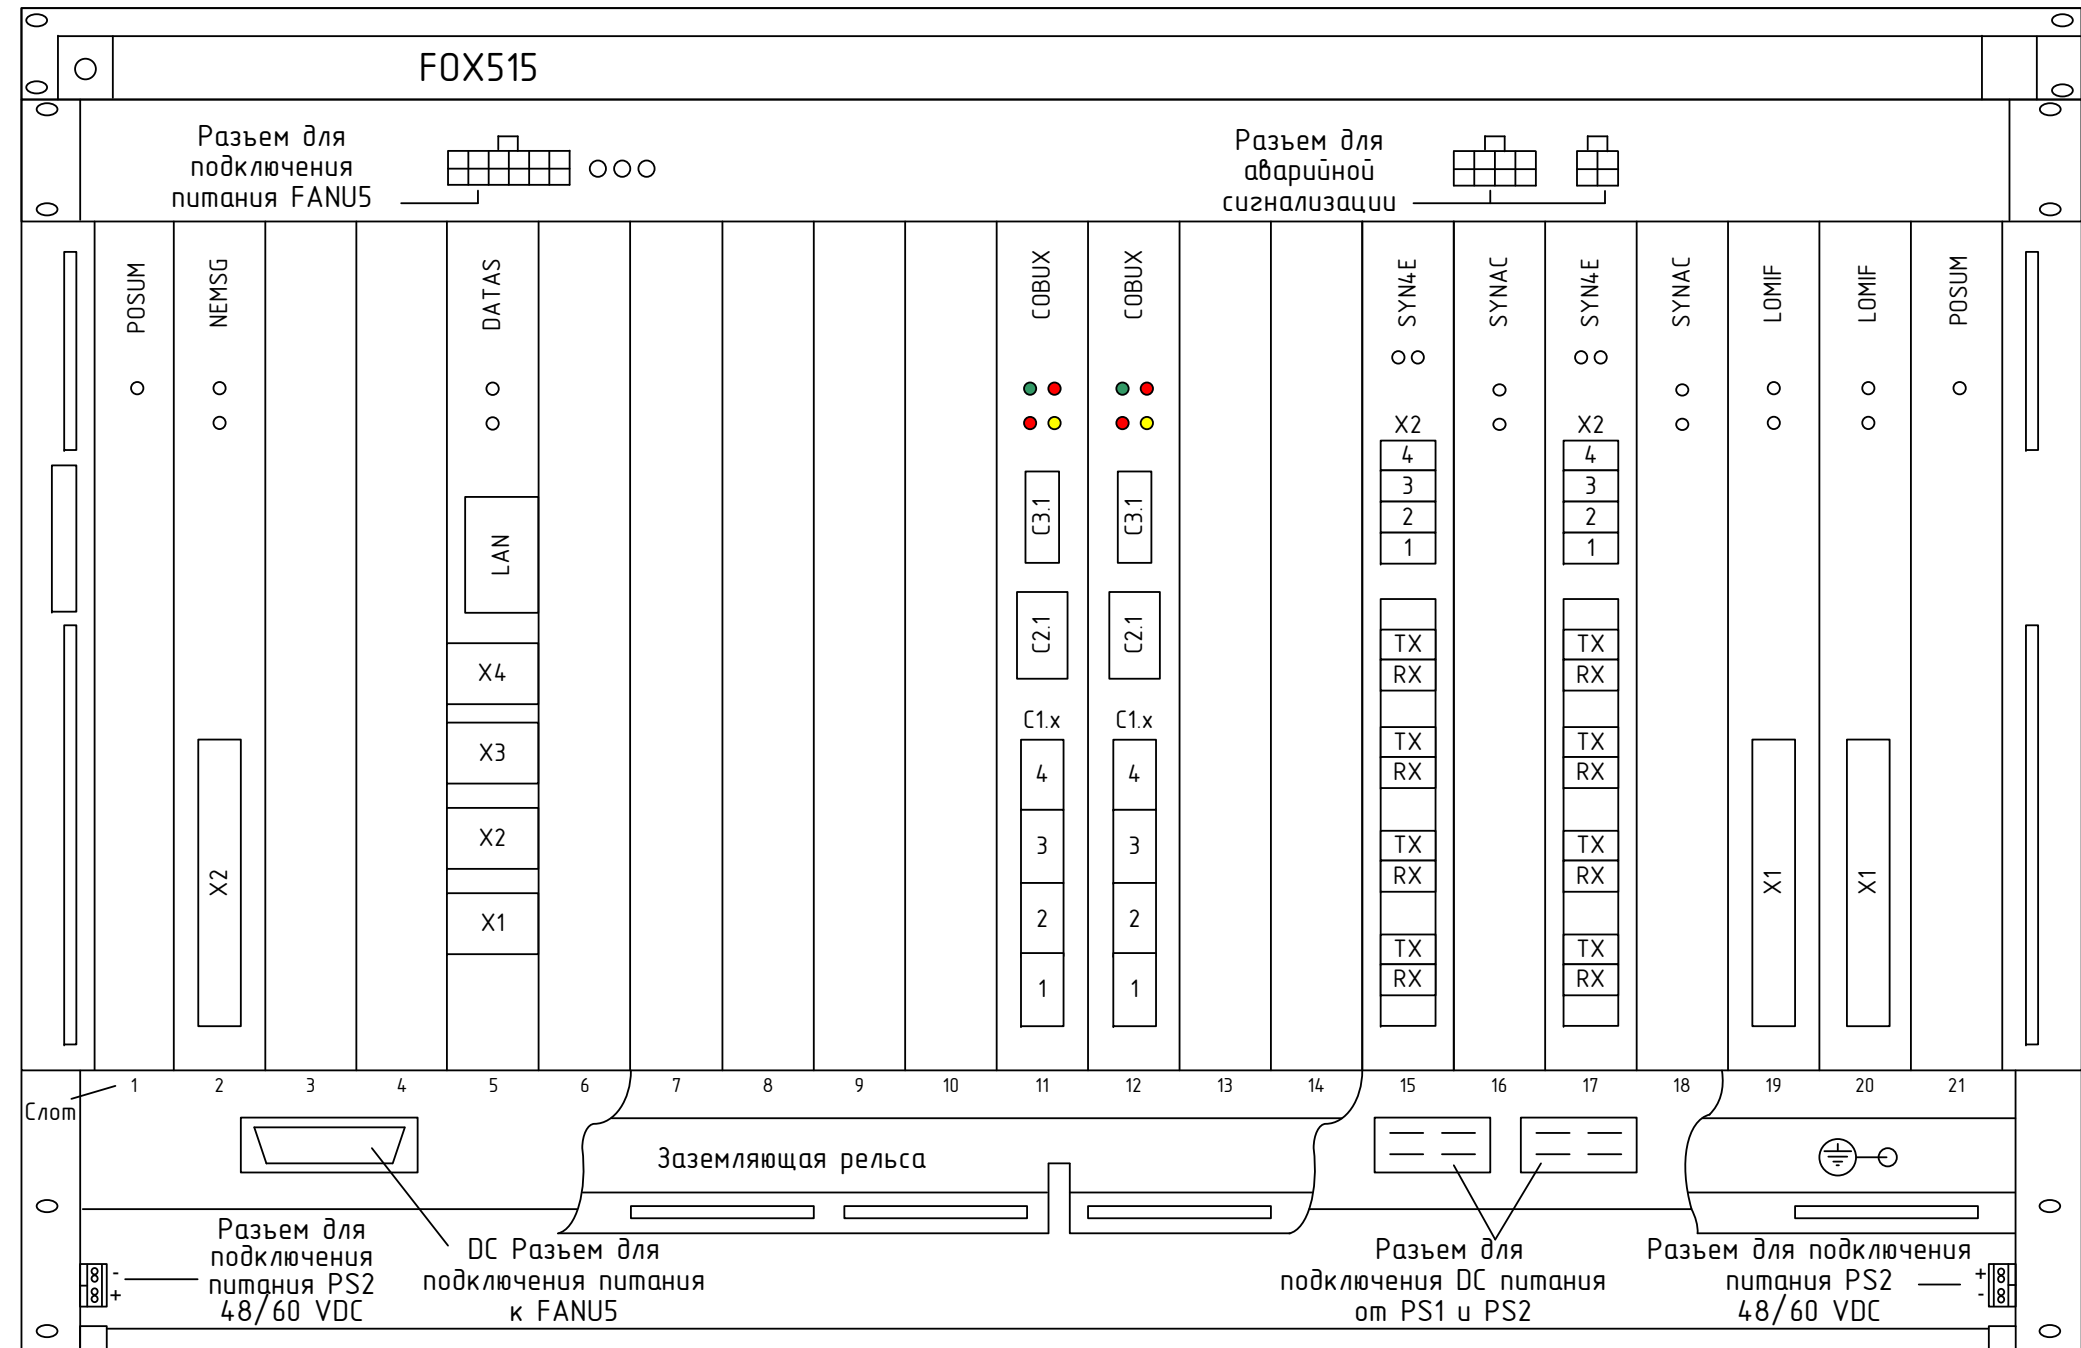 FOX515
Разъем для
подключения
питания FANU5
Разъем для
аварийной
сигнализации
POSUM
NEMSG
DATAS
COBUX
COBUX
SYN4E
SYNAC
SYN4E
SYNAC
LOMIF
LOMIF
POSUM
X2
X2
4
4
3
3
2
2
1
1
LAN
C3.1
C3.1
C2.1
C2.1
TX
TX
RX
RX
X4
X3
X2
X1
C1.x
C1.x
4
4
3
3
2
2
1
1
TX
TX
RX
RX
TX
TX
RX
RX
TX
TX
RX
RX
X2
X1
X1
1 2 3 4 5 6 7 8 9 10 11 12 13 14 15 16 17 18 19 20 21
Слот
Заземляющая рельса
Разъем для
подключения
питания PS2
48/60 VDC
-
+
DC Разъем для
подключения питания
к FANU5
Разъем для
подключения DC питания
от PS1 и PS2
Разъем для подключения
питания PS2
48/60 VDC
+
-